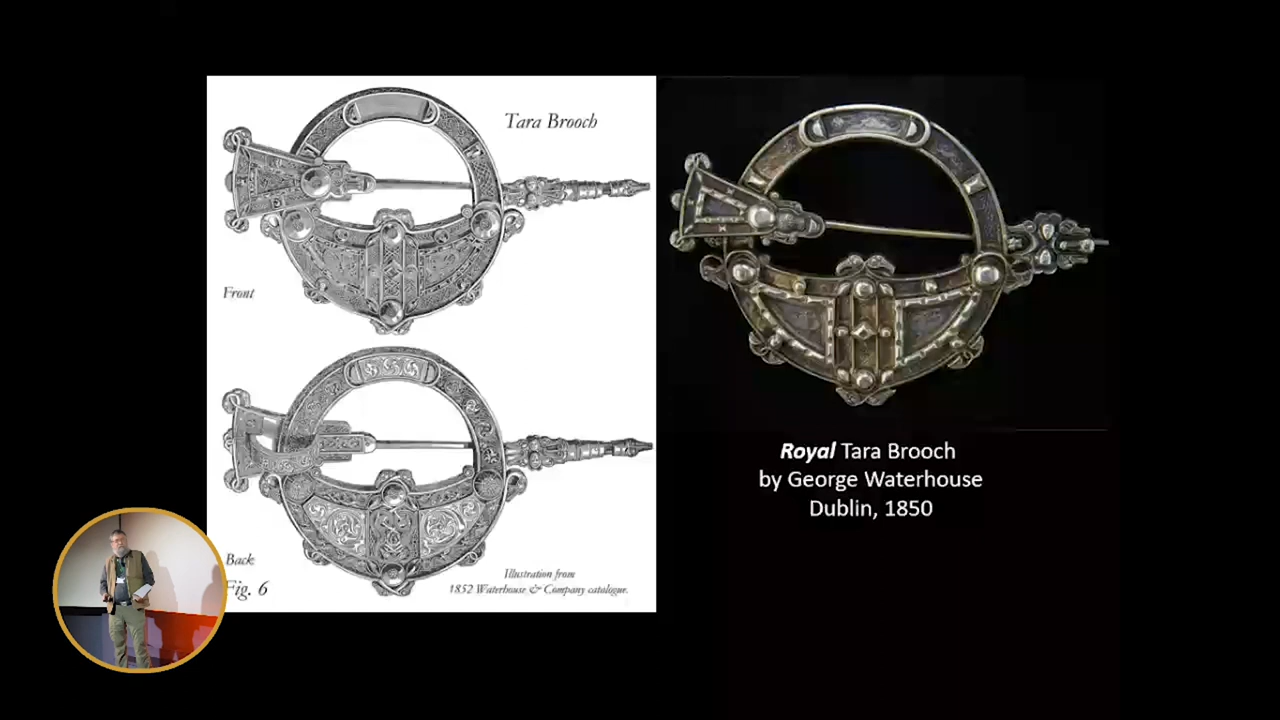 Tara Brooch
Front
Back
Fig. 6
Illustration from
1852 Waterhouse & Company catalogue.
Royal Tara Brooch
by George Waterhouse
Dublin, 1850